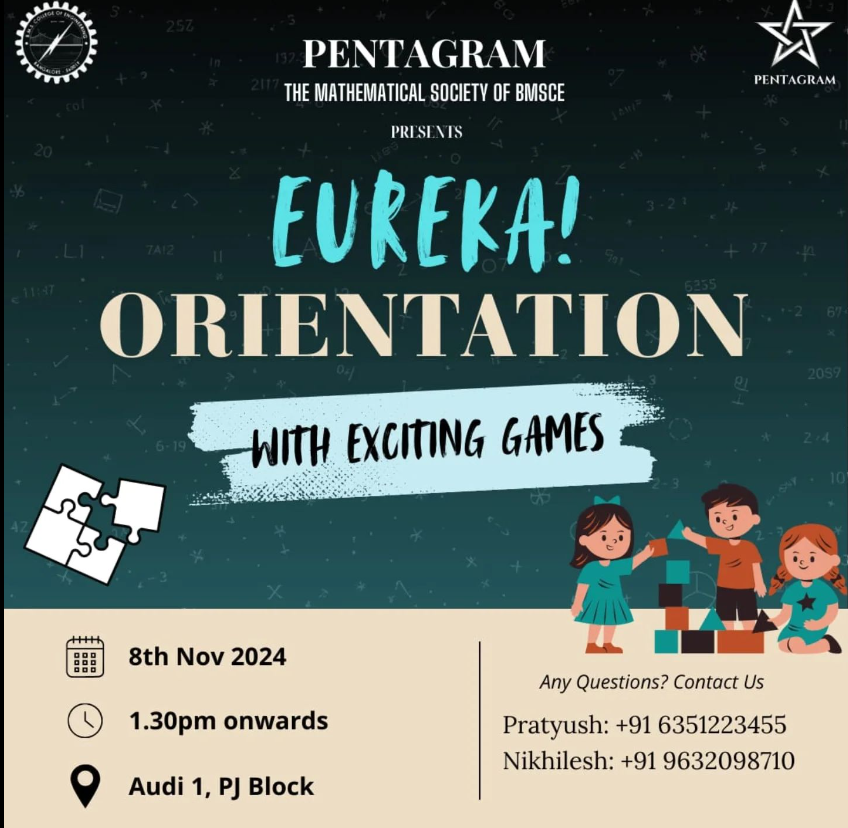 PENTAGRAM
THE MATHEMATICAL SOCIETY OF BMSCE
PRESENTS
PENTAGRAM
EUREKA!
ORIENTATION
WITH EXCITING GAMES
8th Nov 2024
1.30pm onwards
Audi 1, PJ Block
Any Questions? Contact Us
Pratyush: +91 6351223455
Nikhilesh: +91 9632098710